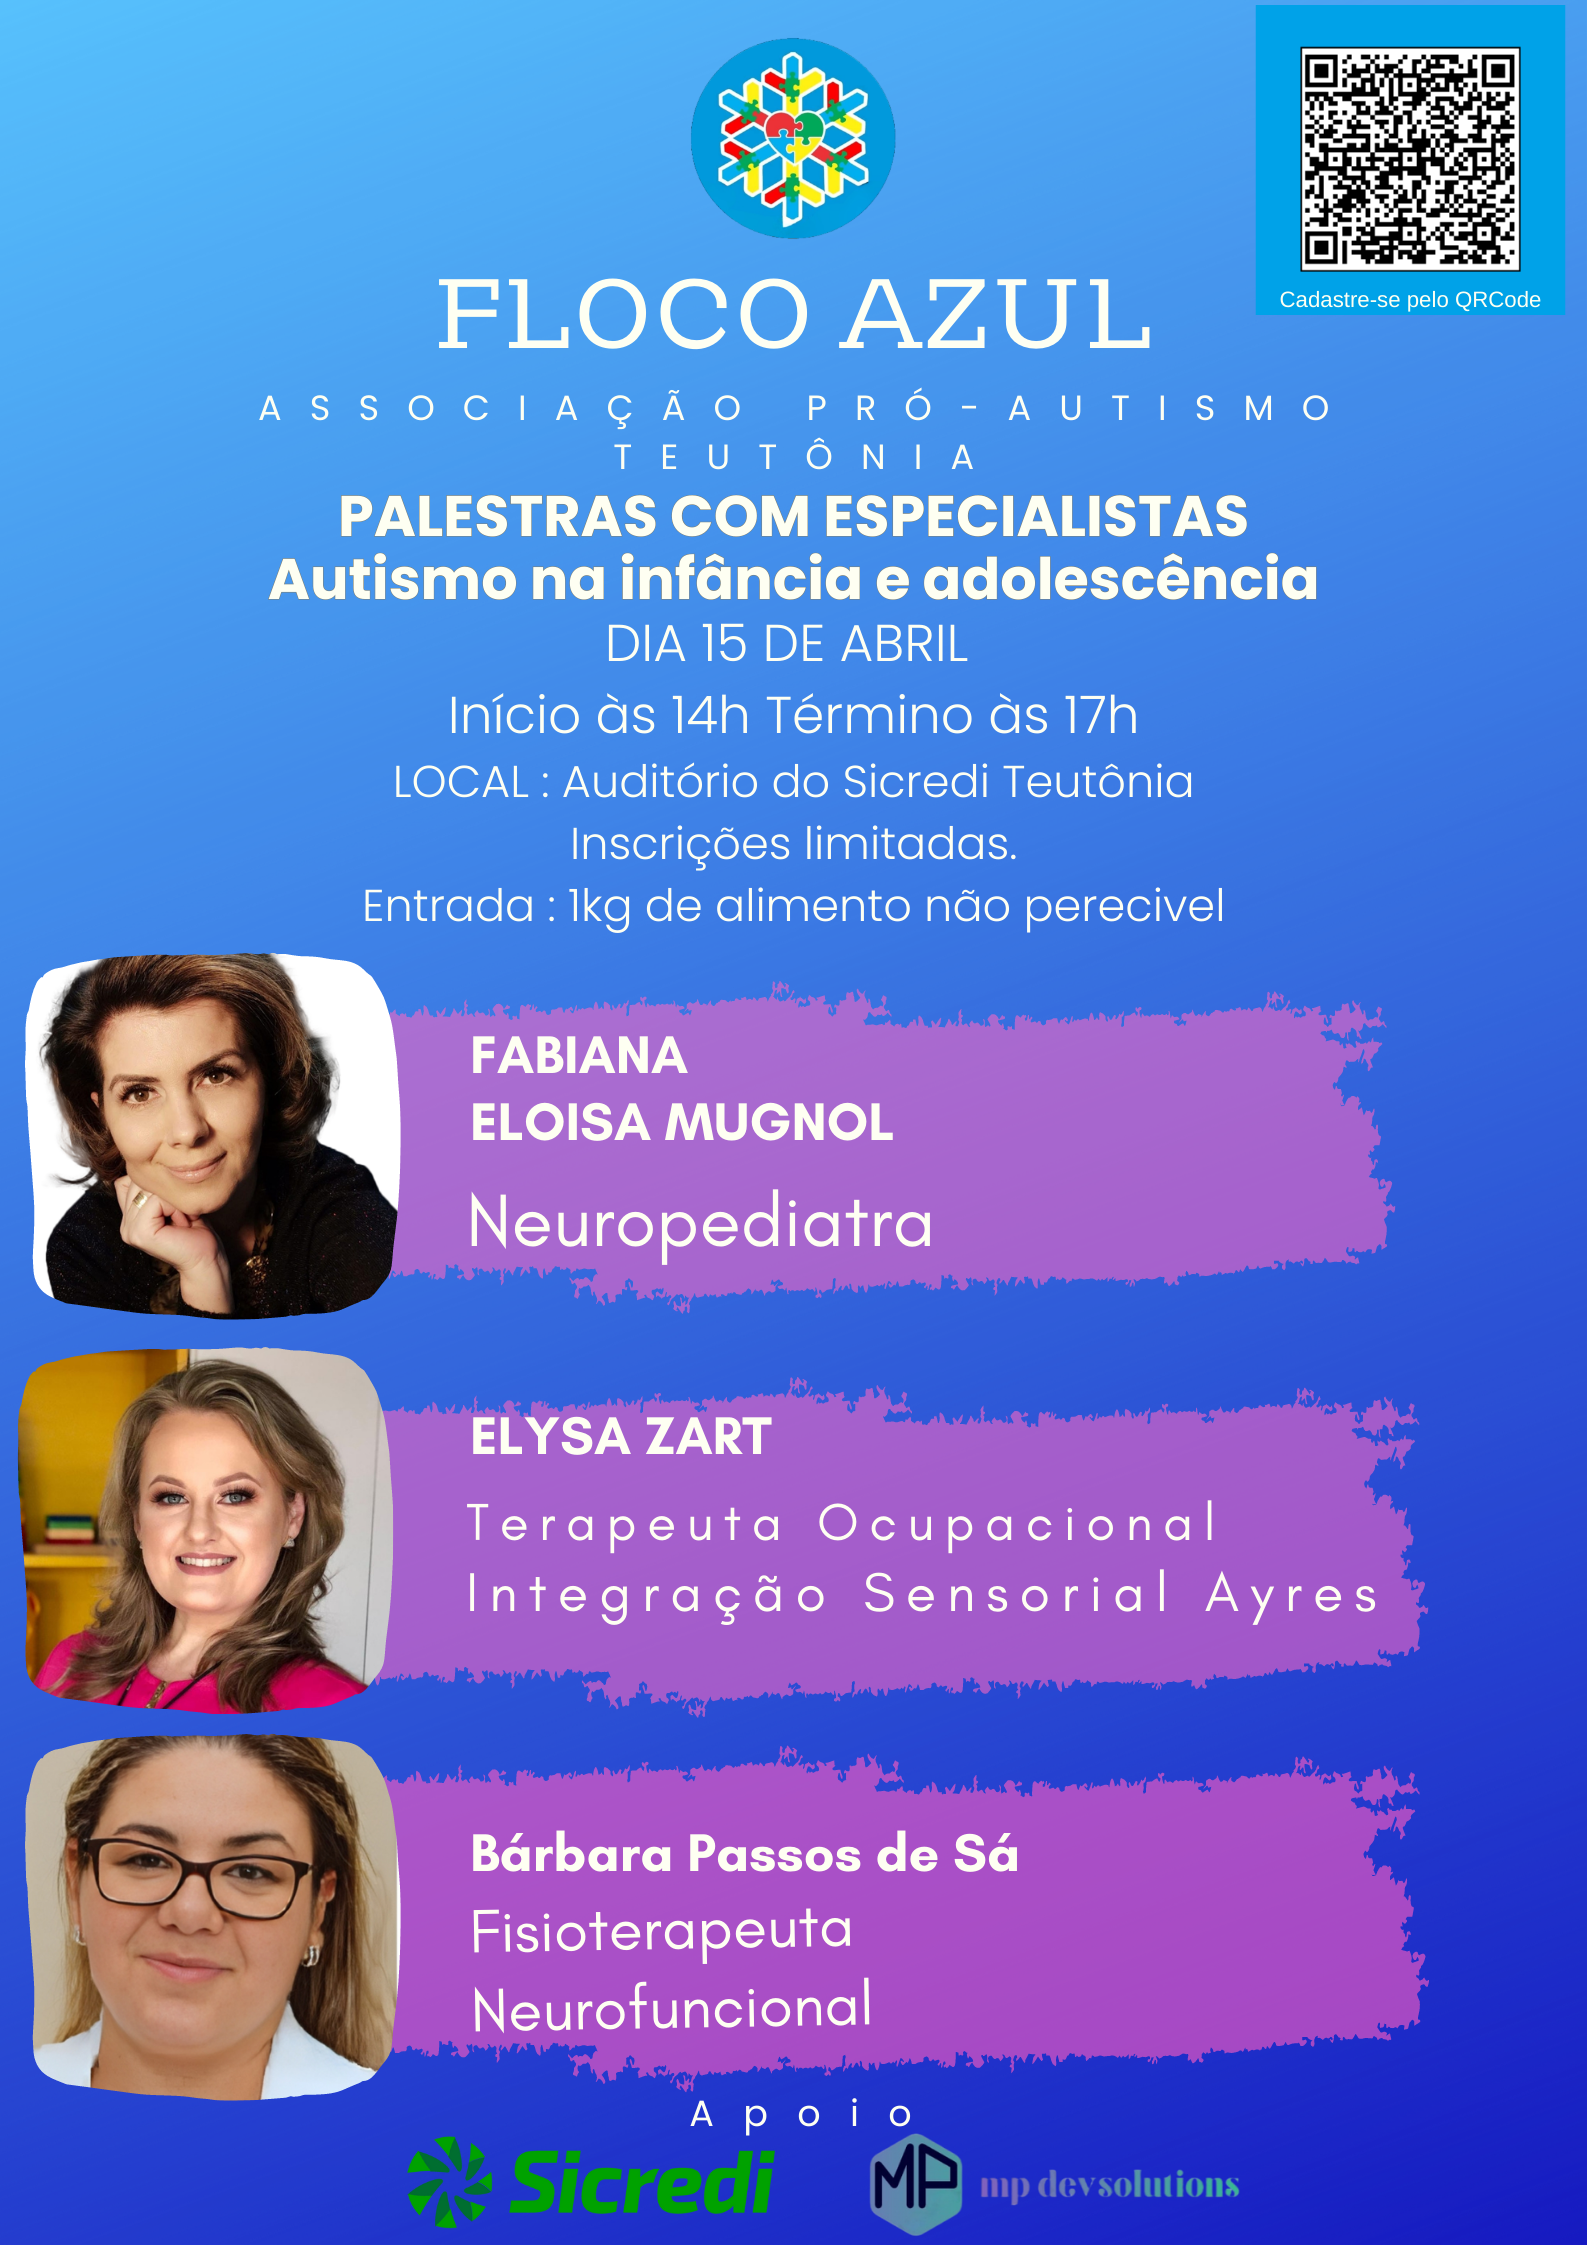 Cadastre-se pelo QRCode
FLOCO AZUL
ASSOCIAÇÃO PRÓ-AUTISMO
TEUTÔNIA
PALESTRAS COM ESPECIALISTAS
Autismo na infância e adolescência
DIA 15 DE ABRIL
Início às 14h Término às 17h
LOCAL : Auditório do Sicredi Teutônia
Inscrições limitadas.
Entrada : 1kg de alimento não perecivel
FABIANA
ELOISA MUGNOL
Neuropediatra
ELYSA ZART
Terapeuta Ocupacional
Integração Sensorial Ayres
Bárbara Passos de Sá
Fisioterapeuta
Neurofuncional
Apoio
Sicredi
MP mp devsolutions